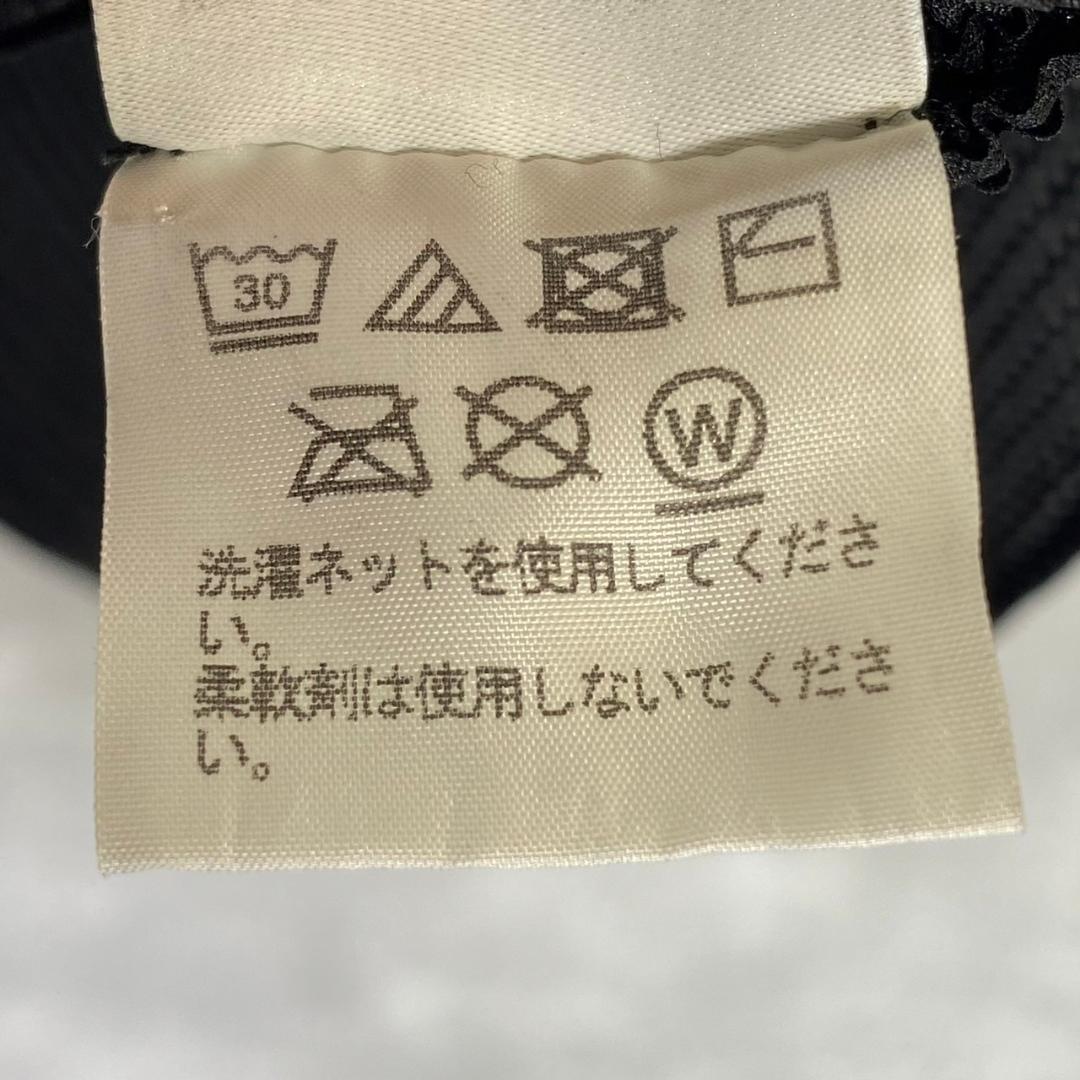 30
W
洗濯ネットを使用してくださ
い。
柔軟剤は使用しないでくださ
い。